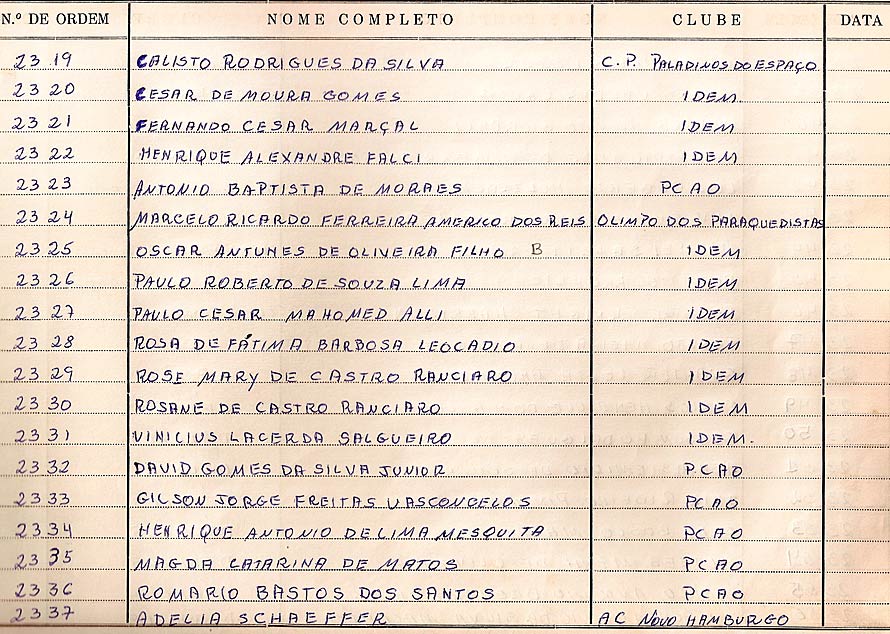 N.º DE ORDEM NOME COMPLETO CLUBE DATA
2319 CALISTO RODRIGUES DA SILVA C.P. PALADINOS DO ESPAÇO
2320 CESAR DE MOURA GOMES IDEM.
2321 FERNANDO CESAR MARÇAL IDEM
2322 HENRIQUE ALEXANDRE FALCI IDEM
2323 ANTONIO BAPTISTA DE MORAES PCAO
2324 MARCELO RICARDO FERREIRA AMERICO DOS REIS OLIMPO DOS PARAQUEDISTAS
2325 OSCAR ANTUNES DE OLIVEIRA FILHO B IDEM
2326 PAULO ROBERTO DE SOUZA LIMA IDEM
2327 PAULO CESAR MAHOMED ALLI IDEM
2328 ROSA DE FÁTIMA BARBOSA LEOCADIO IDEM
2329 ROSE MARY DE CASTRO RANCIARO IDEM
2330 ROSANE DE CASTRO RANCIARO IDEM
2331 VINICIUS LACERDA SALGUEIRO IDEM.
2332 DAVID GOMES DA SILVA JUNIOR PCAO
2333 GILSON JORGE FREITAS VASCONCELOS PCAO
2334 HENRIQUE ANTONIO DE LIMA MESQUITA PCAO
2335 MAGDA CATARINA DE MATOS PCAO
2336 ROMARIO BASTOS DOS SANTOS PCAO
2337 ADELIA SCHAEFFER AC NOVO HAMBURGO